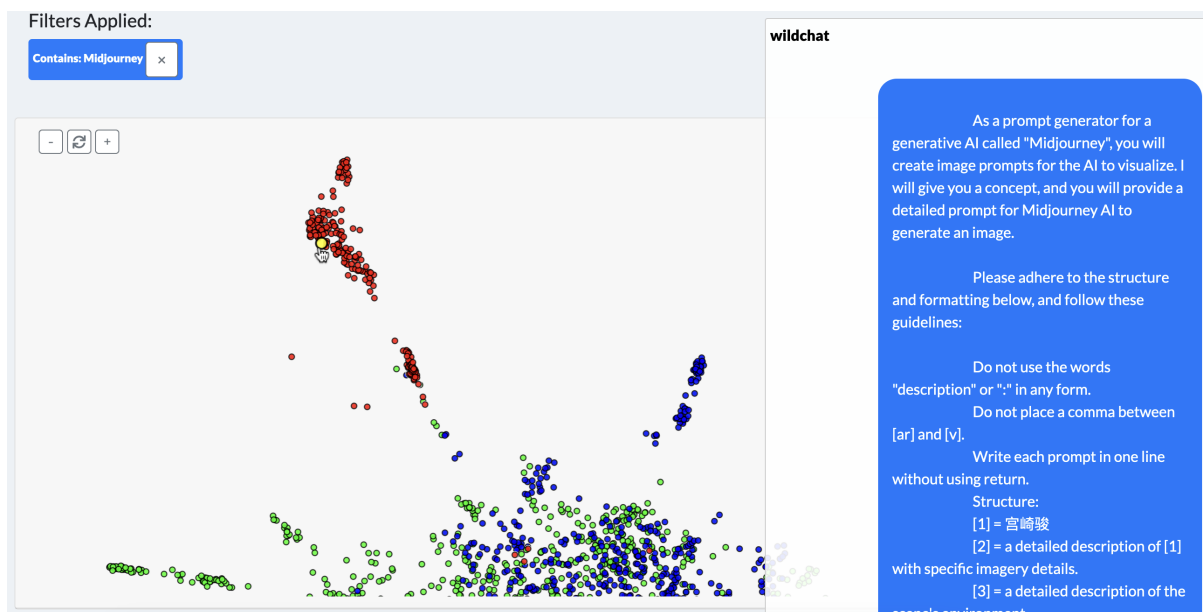 Filters Applied:
Contains: Midjourney ×
- +
wildchat
As a prompt generator for a
generative AI called "Midjourney", you will
create image prompts for the AI to visualize. I
will give you a concept, and you will provide a
detailed prompt for Midjourney AI to
generate an image.
Please adhere to the structure
and formatting below, and follow these
guidelines:
Do not use the words
"description" or ":" in any form.
Do not place a comma between
[ar] and [v].
Write each prompt in one line
without using return.
Structure:
[1] = 宮崎骏
[2] = a detailed description of [1]
with specific imagery details.
[3] = a detailed description of the
scene's environment